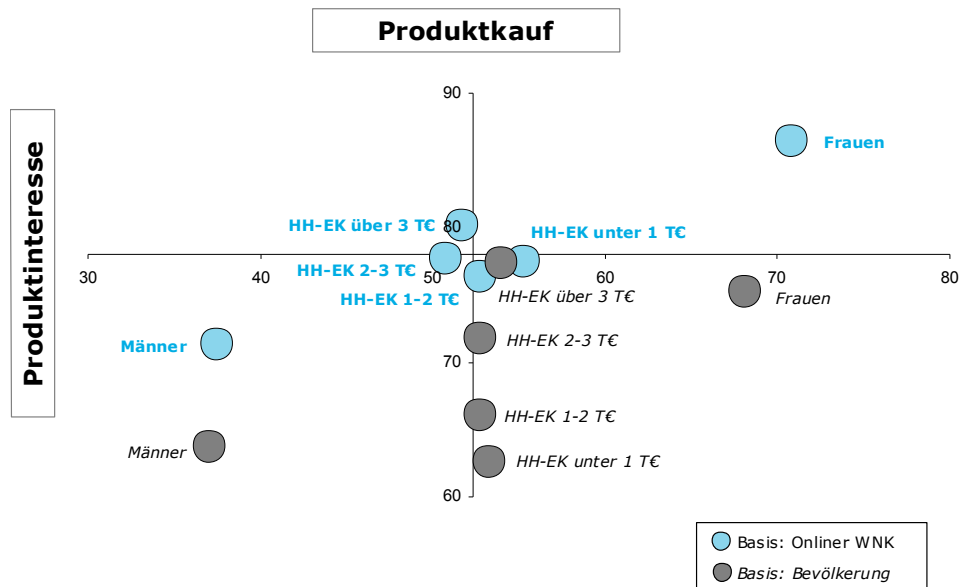 Produktkauf
Produktinteresse
90
Frauen
HH-EK über 3 T€
80
HH-EK unter 1 T€
30
40
50
60
70
80
HH-EK 2-3 T€
HH-EK 1-2 T€
HH-EK über 3 T€
Frauen
Männer
HH-EK 2-3 T€
70
HH-EK 1-2 T€
Männer
HH-EK unter 1 T€
60
Basis: Onliner WNK
Basis: Bevölkerung